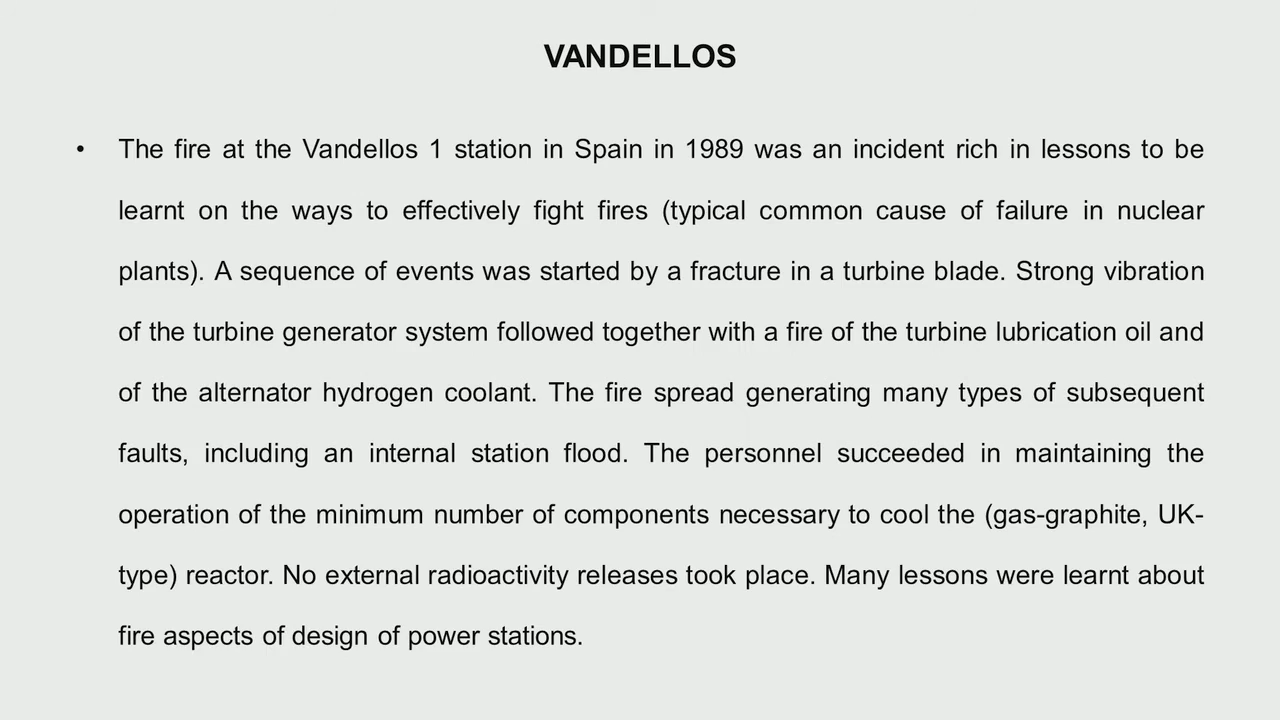 VANDELLOS
• The fire at the Vandellos 1 station in Spain in 1989 was an incident rich in lessons to be
learnt on the ways to effectively fight fires (typical common cause of failure in nuclear
plants). A sequence of events was started by a fracture in a turbine blade. Strong vibration
of the turbine generator system followed together with a fire of the turbine lubrication oil and
of the alternator hydrogen coolant. The fire spread generating many types of subsequent
faults, including an internal station flood. The personnel succeeded in maintaining the
operation of the minimum number of components necessary to cool the (gas-graphite, UK-
type) reactor. No external radioactivity releases took place. Many lessons were learnt about
fire aspects of design of power stations.